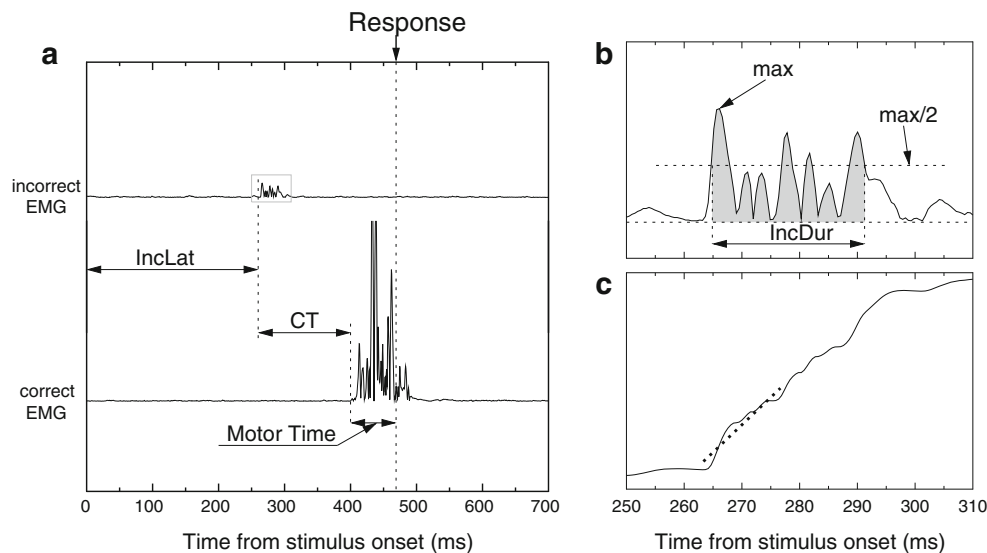 Response
a
incorrect
EMG
IncLat
CT
correct
EMG
Motor Time
0 100 200 300 400 500 600 700
Time from stimulus onset (ms)
b
max
max/2
IncDur
c
250 260 270 280 290 300 310
Time from stimulus onset (ms)